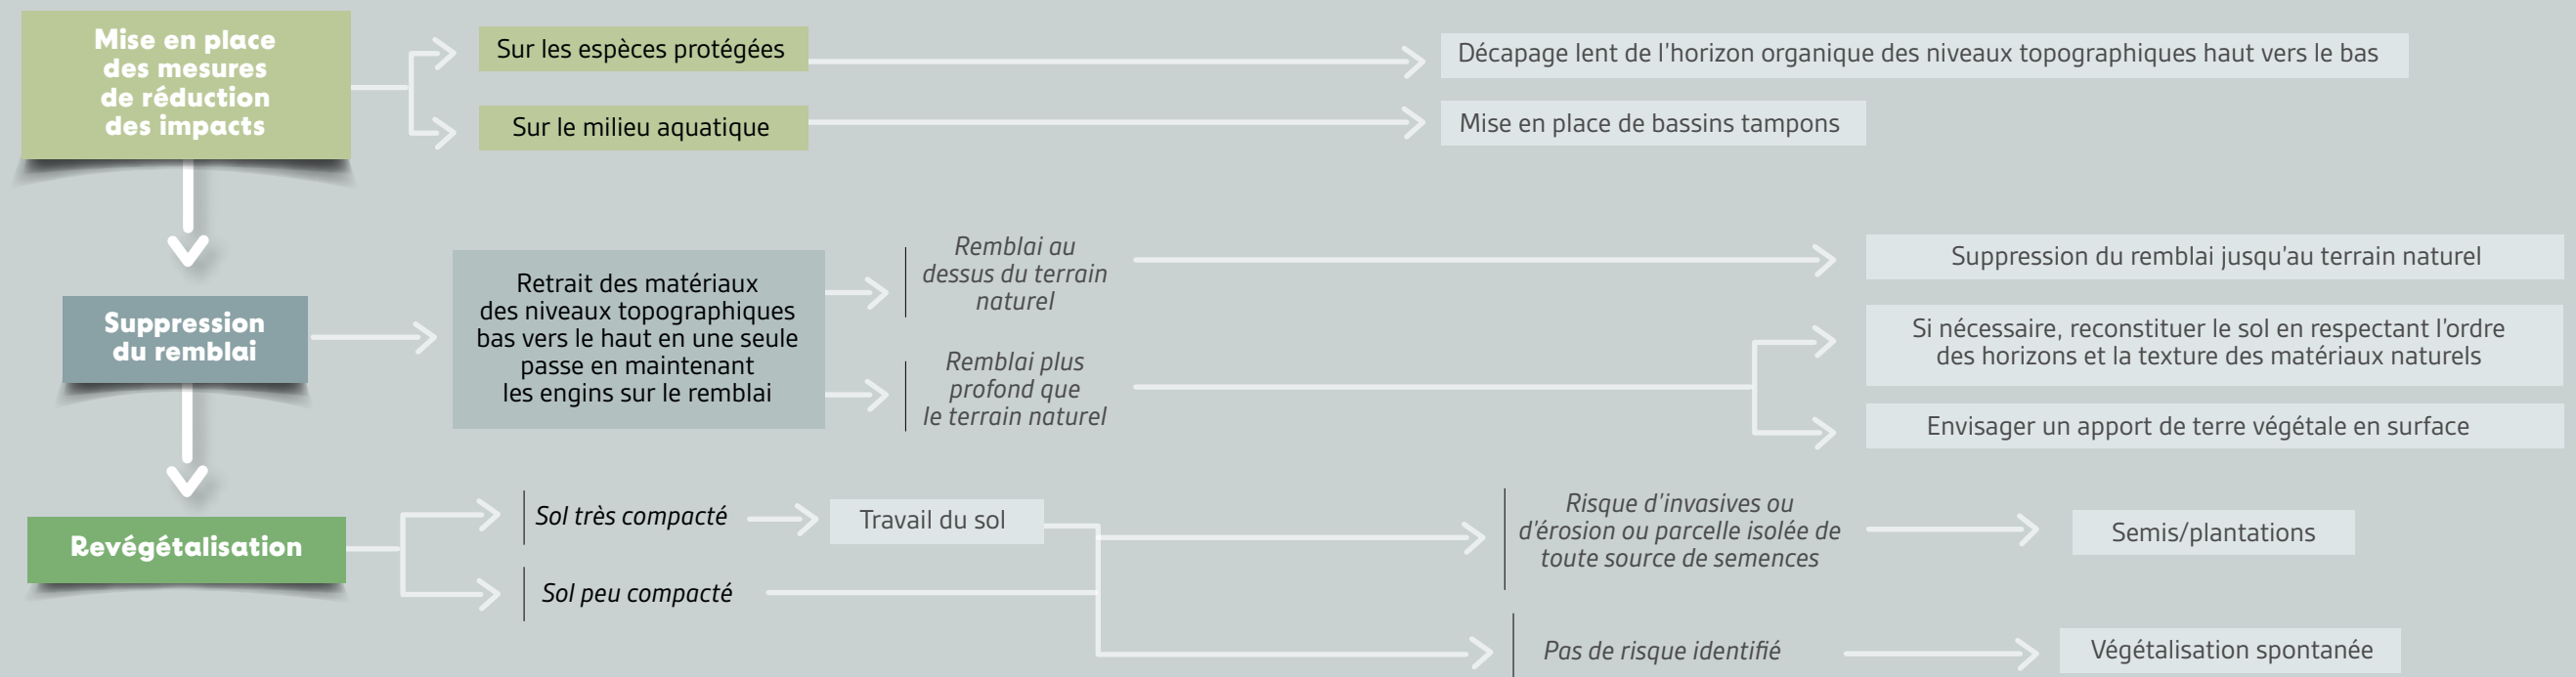 Mise en place
des mesures
de réduction
des impacts
Sur les espèces protégées
Décapage lent de l'horizon organique des niveaux topographiques haut vers le bas
Sur le milieu aquatique
Mise en place de bassins tampons
Suppression
du remblai
Retrait des matériaux
des niveaux topographiques
bas vers le haut en une seule
passe en maintenant
les engins sur le remblai
Remblai au
dessus du terrain
naturel
Suppression du remblai jusqu'au terrain naturel
Remblai plus
profond que
le terrain naturel
Si nécessaire, reconstituer le sol en respectant l'ordre
des horizons et la texture des matériaux naturels
Envisager un apport de terre végétale en surface
Revégétalisation
Sol très compacté
Travail du sol
Sol peu compacté
Risque d'invasives ou
d'érosion ou parcelle isolée de
toute source de semences
Semis/plantations
Pas de risque identifié
Végétalisation spontanée